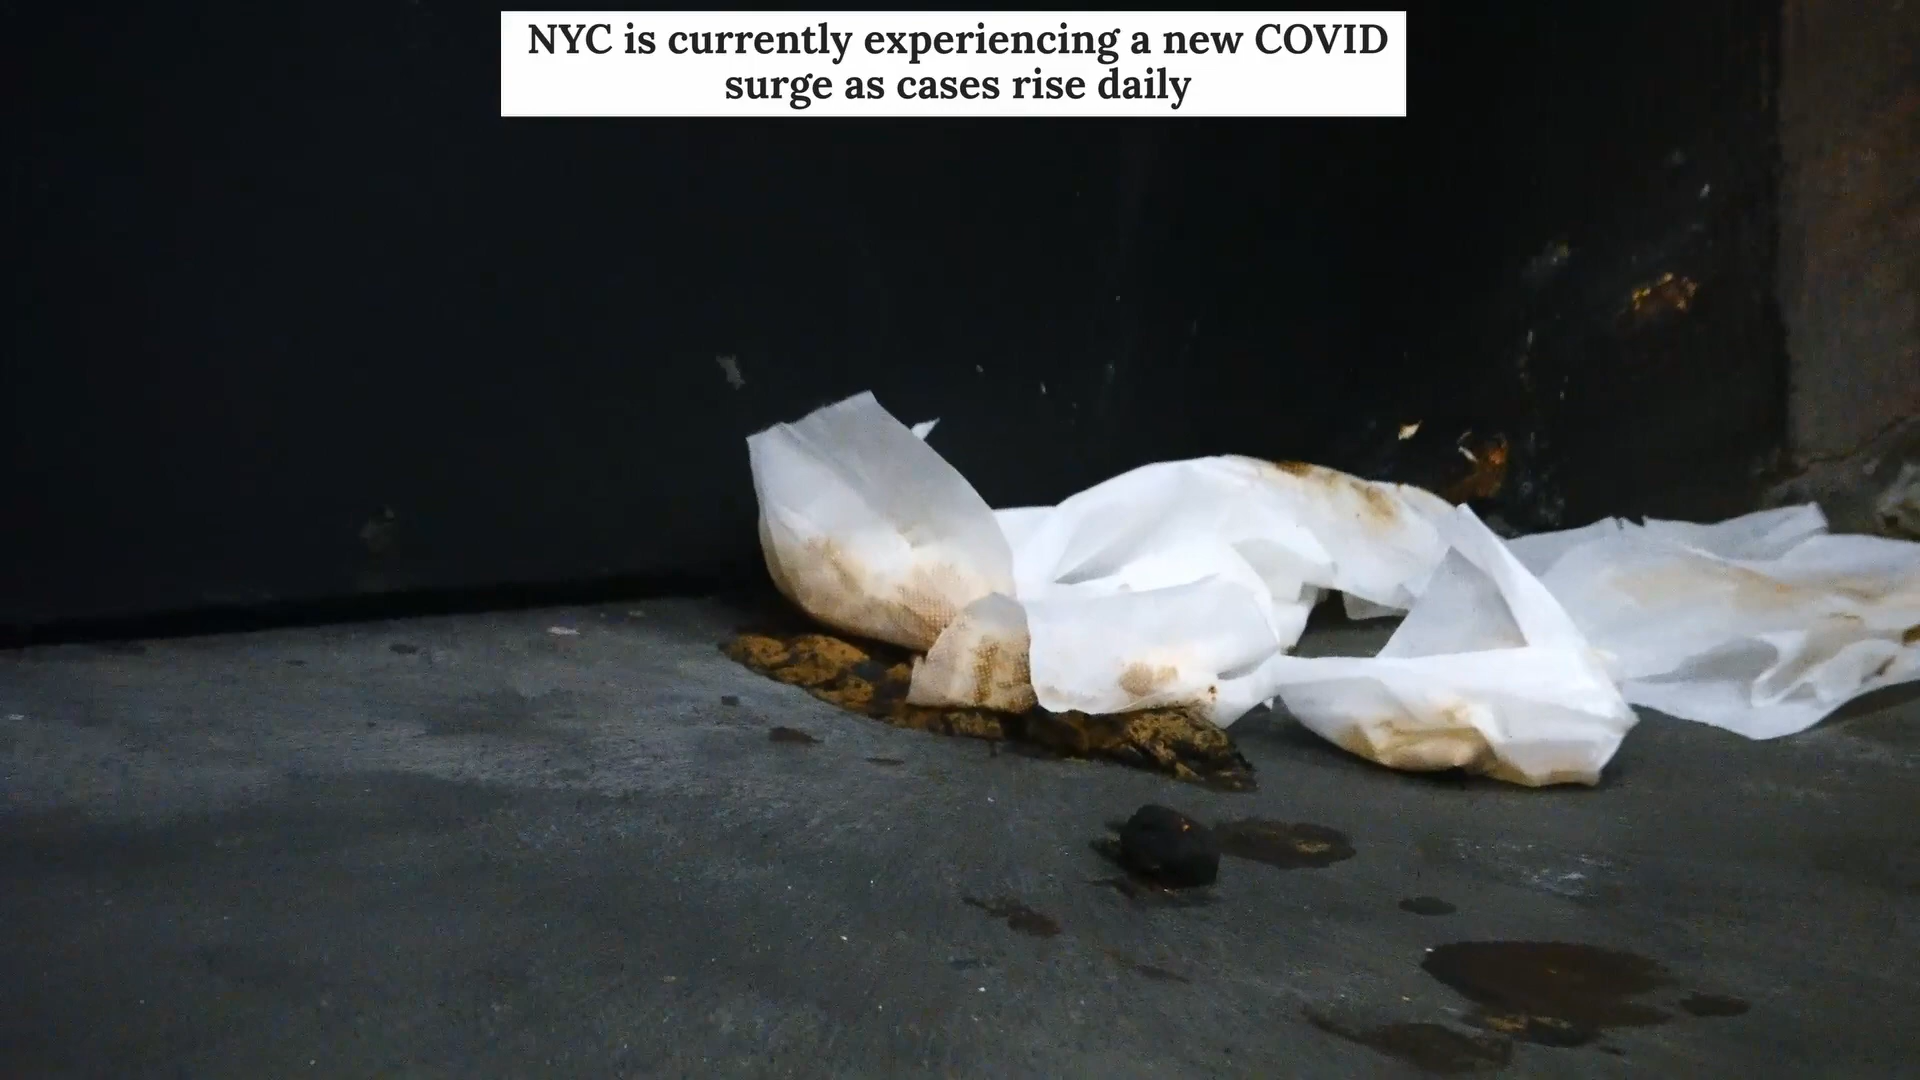 NYC is currently experiencing a new COVID
surge as cases rise daily